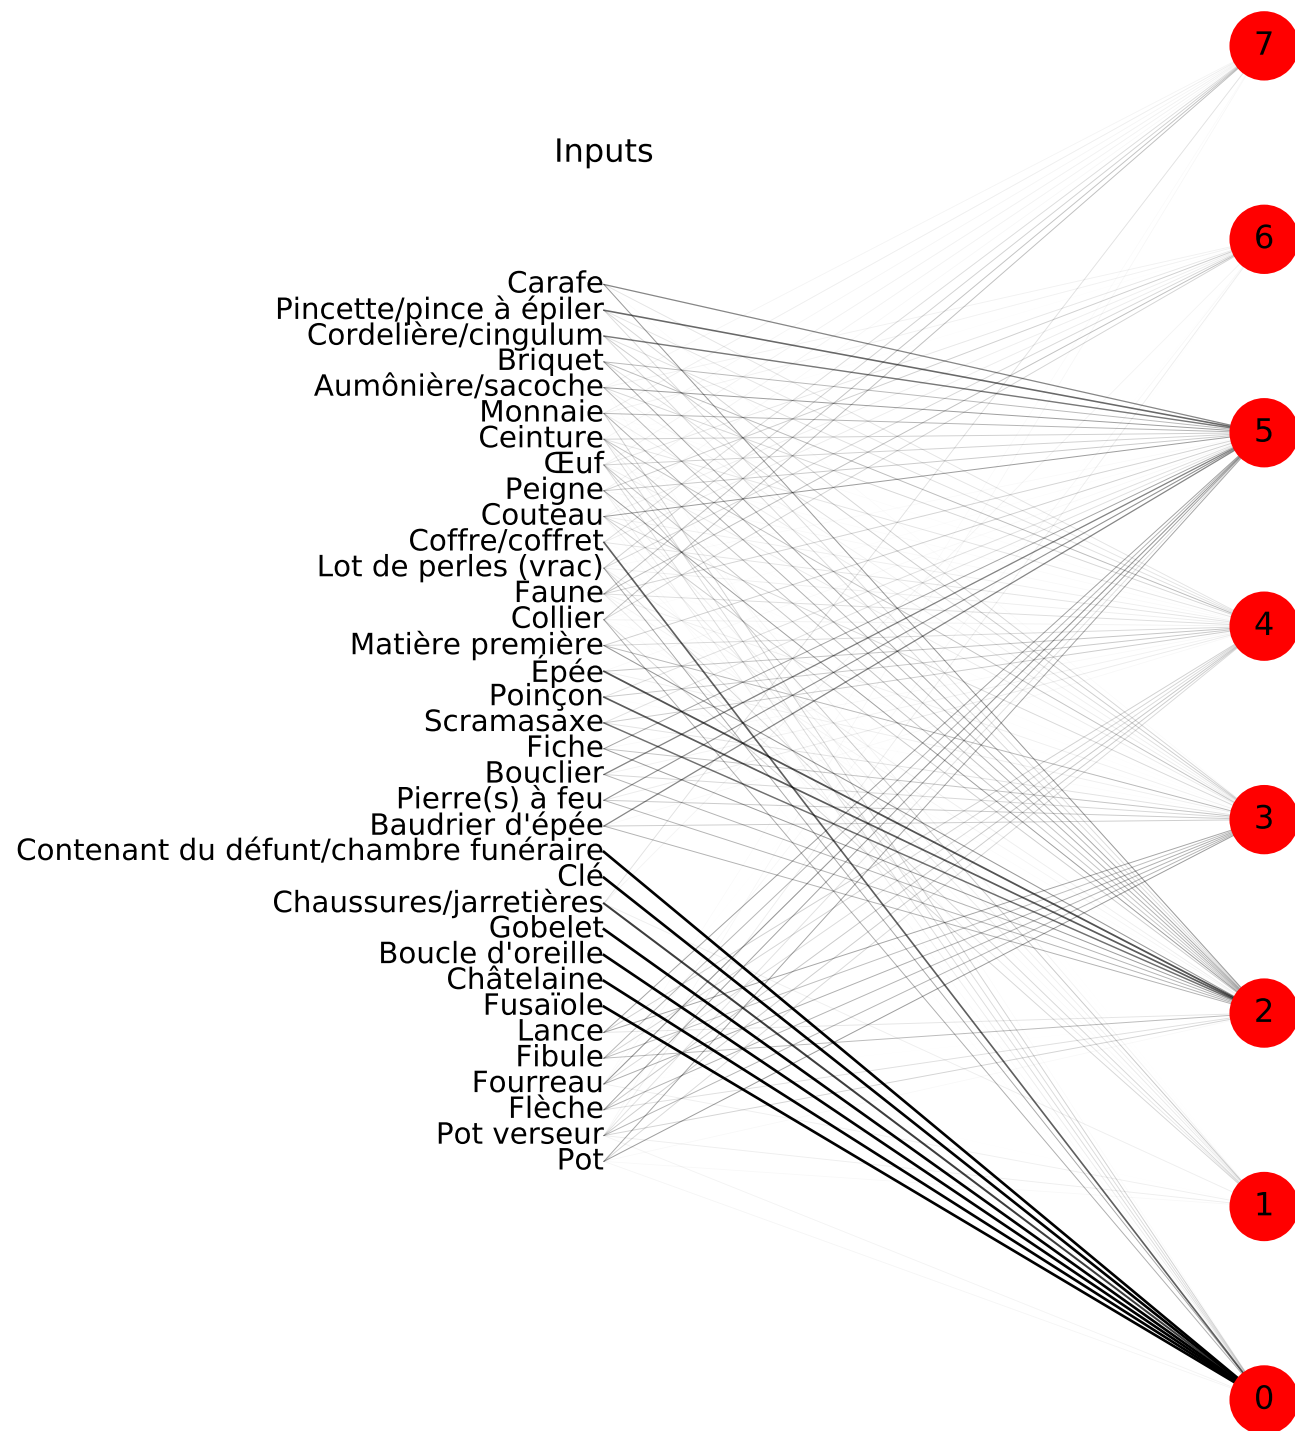 7
Inputs
6
Carafe
Pincette/pince à épiler
Cordelière/cingulum
Briquet
Aumônière/sacoche
Monnaie
5
Ceinture
Œuf
Peigne
Couteau
Coffre/coffret
Lot de perles (vrac)
Faune
Collier
4
Matière première
Épée
Poinçon
Scramasaxe
Fiche
Bouclier
Pierre(s) à feu
3
Baudrier d'épée
Contenant du défunt/chambre funéraire
Clé
Chaussures/jarretières
Gobelet
Boucle d'oreille
Châtelaine
Fusaïole
2
Lance
Fibule
Fourreau
Flèche
Pot verseur
Pot
1
0